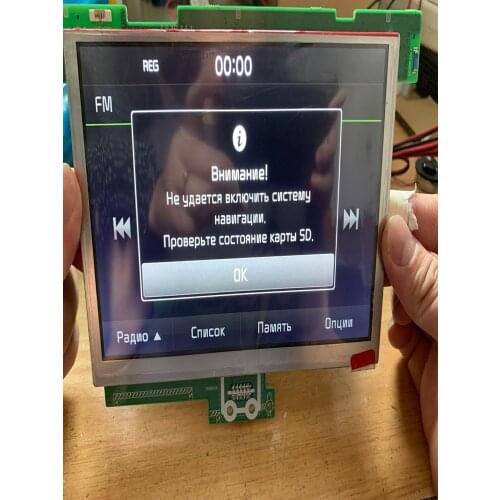 REG 00:00
FM
Внимание!
Не удается включить систему
навигации.
Проверьте состояние карты SD.
OK
Радио ▲ Список Память Опции